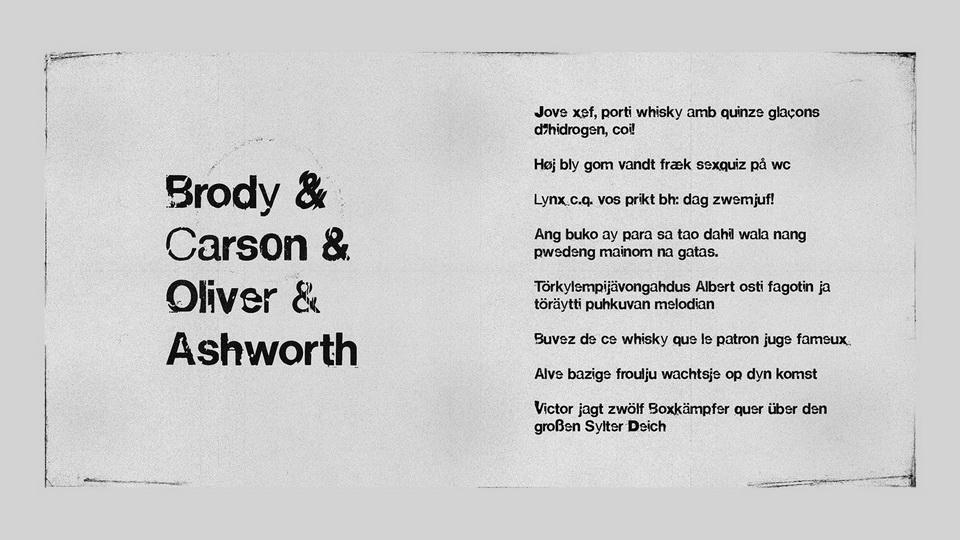 Brody &
Carson &
Oliver &
Ashworth
Jove xef, porti whisky amb quinze glaçons
d'hidrogen, coi!
Høj bly gom vandt fræk sexquiz på wc
Lynx c.q. vos prikt bh: dag zwemjuf!
Ang buko ay para sa tao dahil wala nang
pwedeng mainom na gatas.
Törkylempijävongahdus Albert osti fagotin ja
töräytti puhkuvan melodian
Buvez de ce whisky que le patron juge fameux.
Alve bazige froulju wachtsje op dyn komst
Victor jagt zwölf Boxkämpfer quer über den
großen Sylter Deich